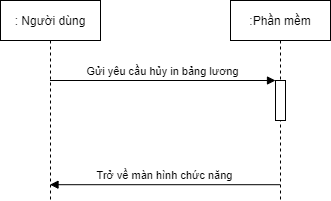 : Người dùng
:Phần mềm
Gửi yêu cầu hủy in bảng lương
Trở về màn hình chức năng